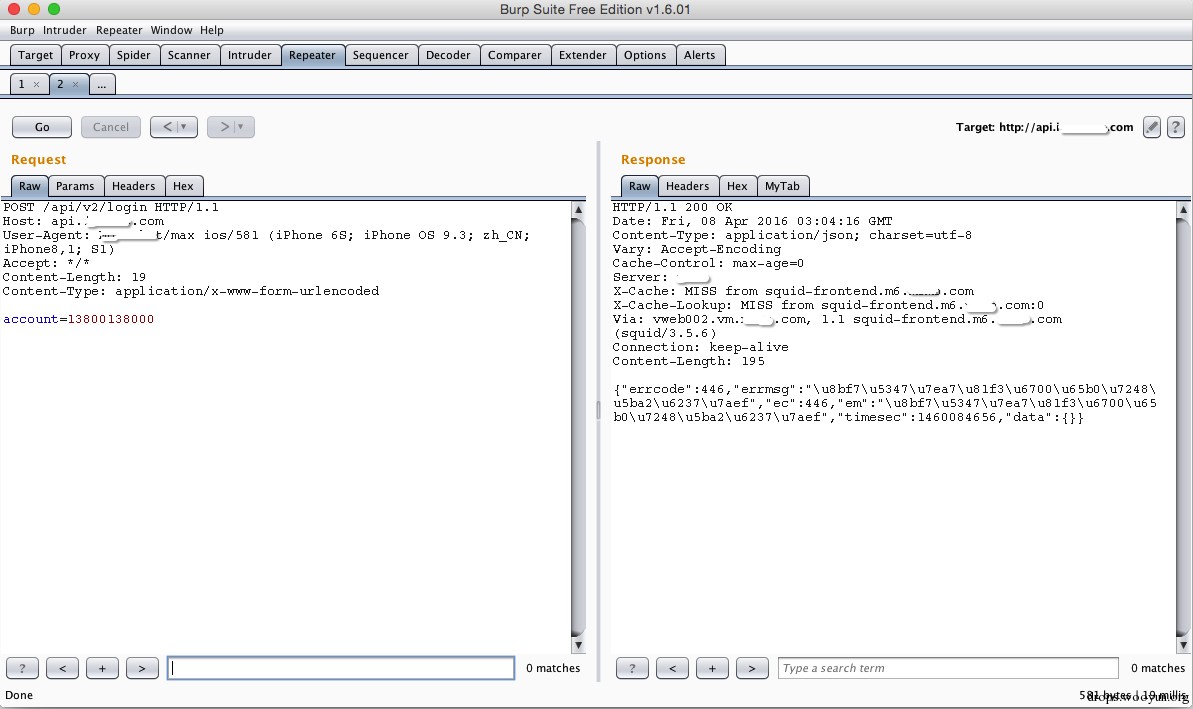 Burp Suite Free Edition v1.6.01
Burp Intruder Repeater Window Help
Target Proxy Spider Scanner Intruder Repeater Sequencer Decoder Comparer Extender Options Alerts
1 × 2 × ...
Go Cancel < ▼ > ▼ Target: http://api.i .com ?
Request
Raw Params Headers Hex
POST /api/v2/login HTTP/1.1
Host: api. .com
User-Agent: t/max ios/581 (iPhone 6S; iPhone OS 9.3; zh_CN;
iPhone8,1; S1)
Accept: */*
Content-Length: 19
Content-Type: application/x-www-form-urlencoded
account=13800138000
? < + > 0 matches
Response
Raw Headers Hex MyTab
HTTP/1.1 200 OK
Date: Fri, 08 Apr 2016 03:04:16 GMT
Content-Type: application/json; charset=utf-8
Vary: Accept-Encoding
Cache-Control: max-age=0
Server:
X-Cache: MISS from squid-frontend.m6. .com
X-Cache-Lookup: MISS from squid-frontend.m6. .com:0
Via: vweb002.vm. .com, 1.1 squid-frontend.m6. .com
(squid/3.5.6)
Connection: keep-alive
Content-Length: 195
{"errcode":446,"errmsg":"\u8bf7\u5347\u7ea7\u81f3\u6700\u65b0\u7248\
u5ba2\u6237\u7aef","ec":446,"em":"\u8bf7\u5347\u7ea7\u81f3\u6700\u65
b0\u7248\u5ba2\u6237\u7aef","timesec":1460084656,"data":{}}
? < + > Type a search term 0 matches
Done
581 bytes | 19 millis
drops.wooyun.org